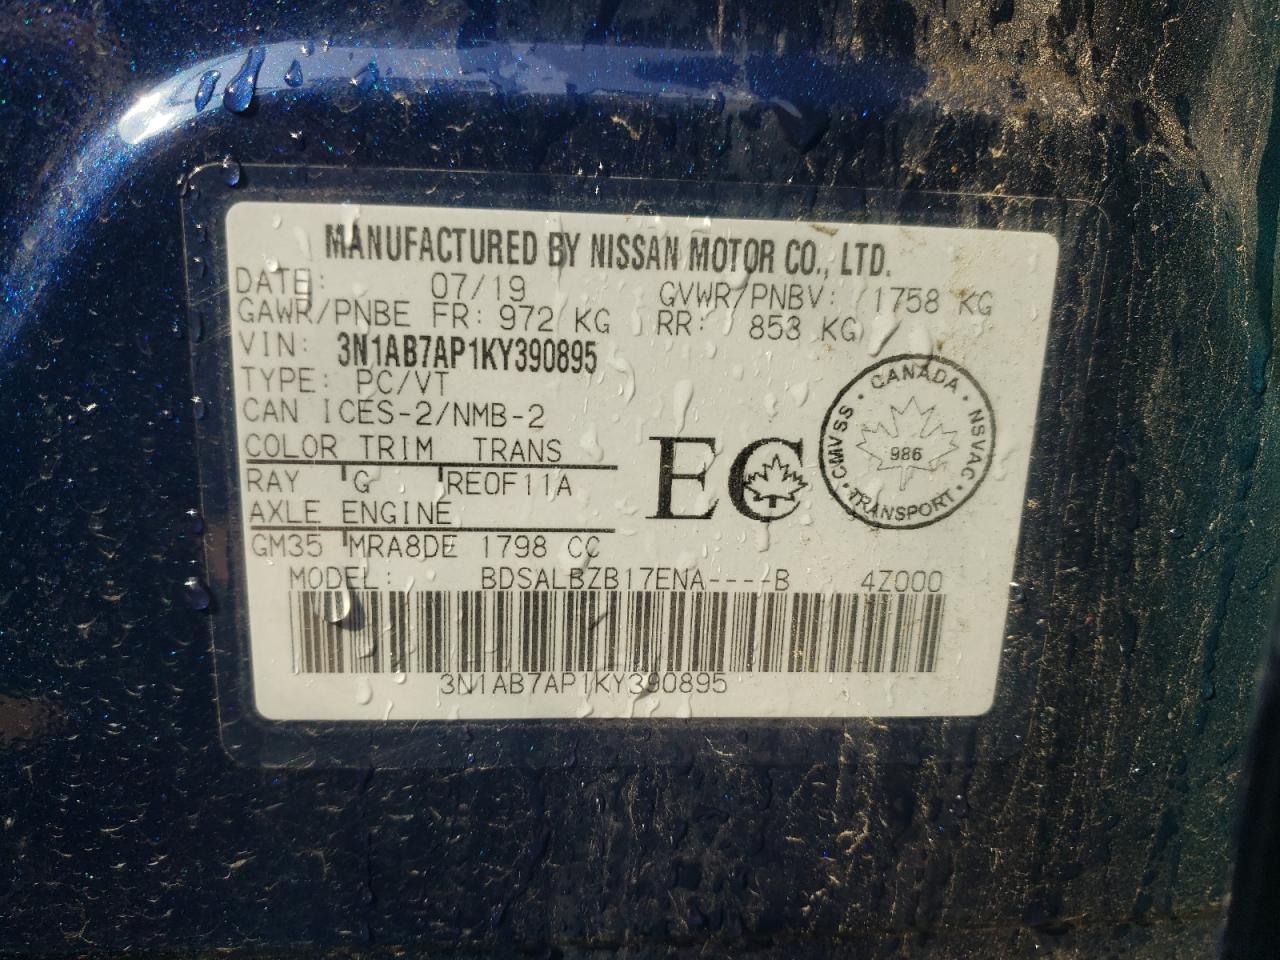 MANUFACTURED BY NISSAN MOTOR CO., LTD.
DATE: 07/19 GVWR/PNBV: 1758 KG
GAWR/PNBE FR: 972 KG RR: 853 KG
VIN: 3N1AB7AP1KY390895
TYPE: PC/VT
CAN ICES-2/NMB-2
COLOR TRIM TRANS
RAY G RE0F11A
AXLE ENGINE
GM35 MRA8DE 1798 CC
EC
CANADA
CMVSS · NSVAC
986
TRANSPORT
MODEL: BDSALBZB17ENA----B 4Z000
3N1AB7AP1KY390895